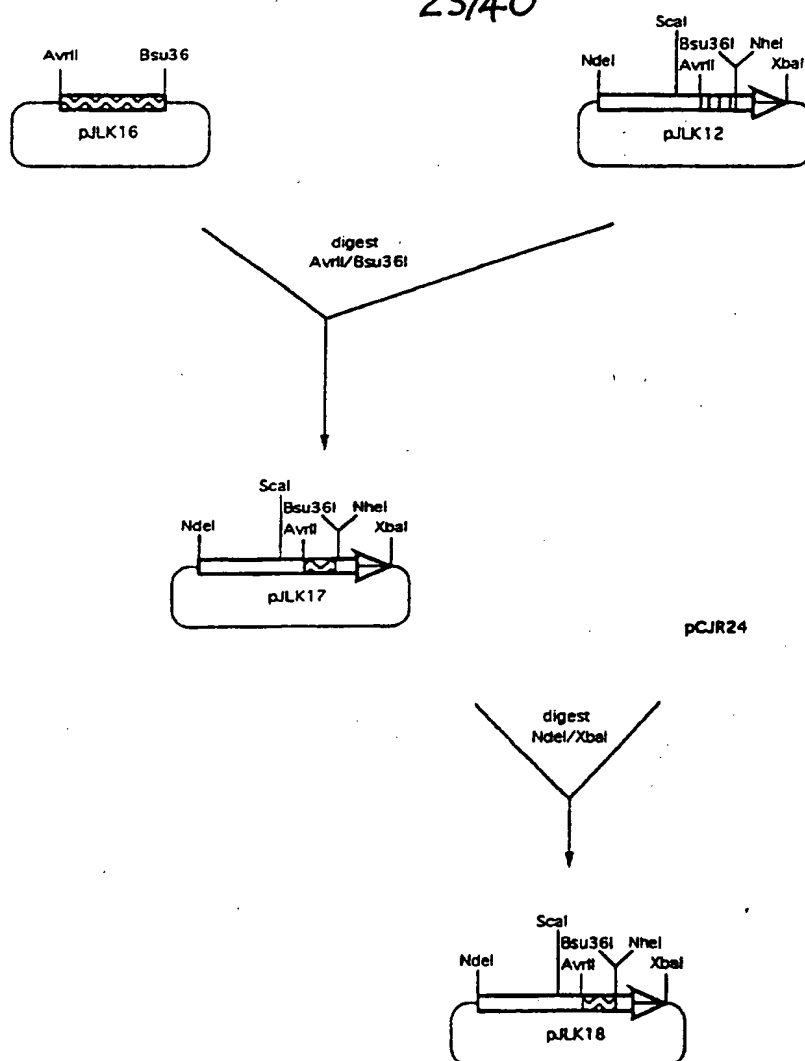 23/40
AvrII Bsu36
pJLK16
ScaI
Bsu36I NheI
NdeI AvrII XbaI
pJLK12
digest
AvrII/Bsu36I
ScaI
Bsu36I NheI
NdeI AvrII XbaI
pJLK17
pCJR24
digest
NdeI/XbaI
ScaI
Bsu36I NheI
NdeI AvrII XbaI
pJLK18